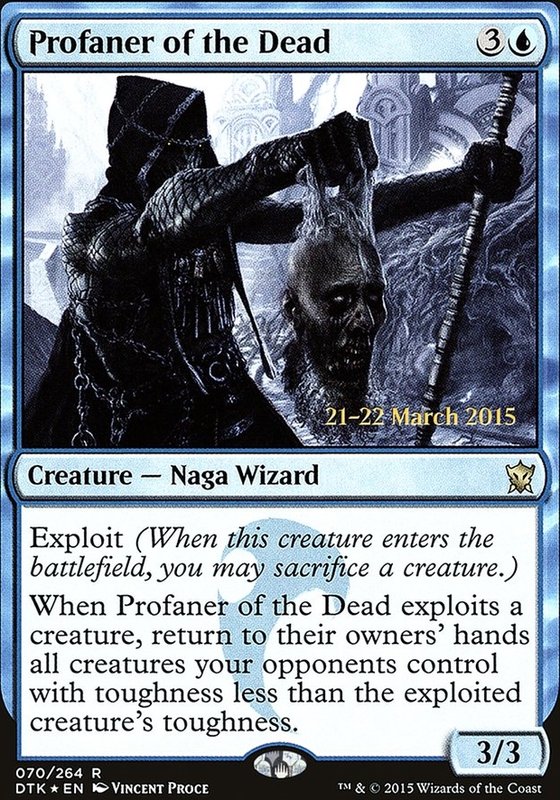 Profaner of the Dead 3
21–22 March 2015
Creature — Naga Wizard
Exploit (When this creature enters the
battlefield, you may sacrifice a creature.)
When Profaner of the Dead exploits a
creature, return to their owners' hands
all creatures your opponents control
with toughness less than the exploited
creature's toughness.
3/3
070/264 R
DTK ★ EN Vincent Proce
™ & © 2015 Wizards of the Coast